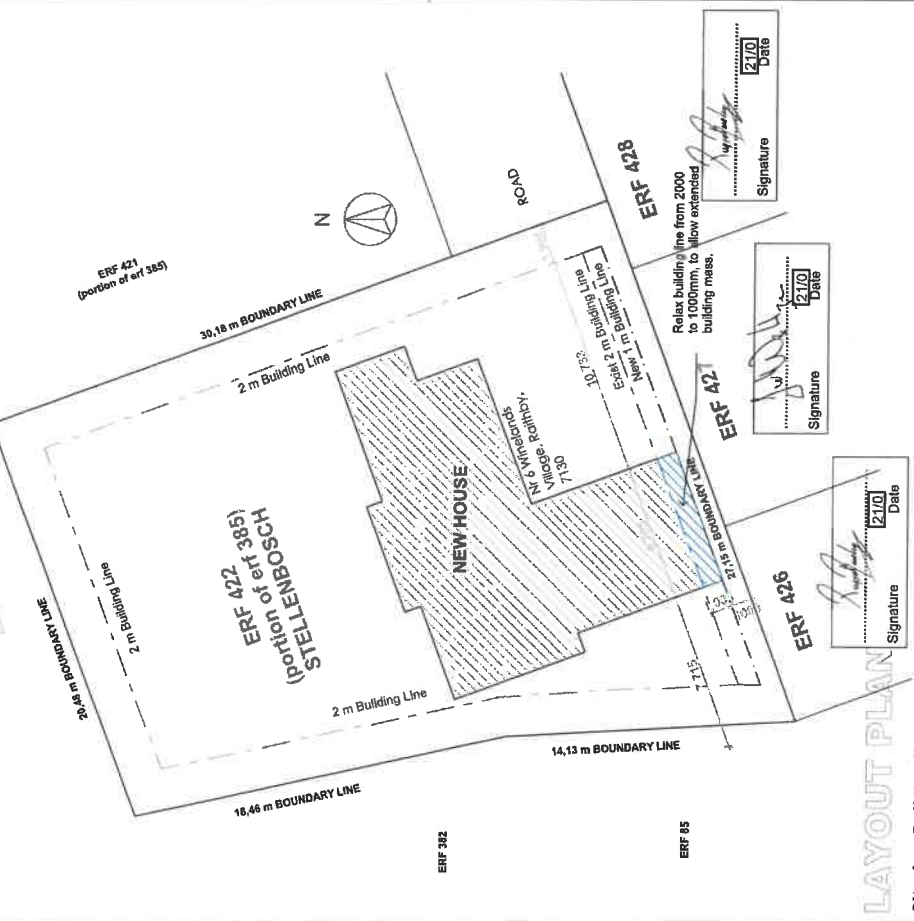 ERF 421
(portion of erf 385)
30,18 m BOUNDARY LINE
N
ROAD
20,48 m BOUNDARY LINE
2 m Building Line
2 m Building Line
ERF 422
(portion of erf 385)
STELLENBOSCH
NEW HOUSE
Nr 6 Winelands
Village, Raithby,
7130
Exist 2 m Building Line
New 1 m Building Line
2 m Building Line
27,15 m BOUNDARY LINE
7.715
14,13 m BOUNDARY LINE
18,46 m BOUNDARY LINE
ERF 382
ERF 85
ERF 428
Relax building line from 2000
to 1000mm, to allow extended
building mass.
ERF 427
ERF 426
Signature
21/0
Date
Signature
21/0
Date
Signature
21/0
Date
LAYOUT PLAN